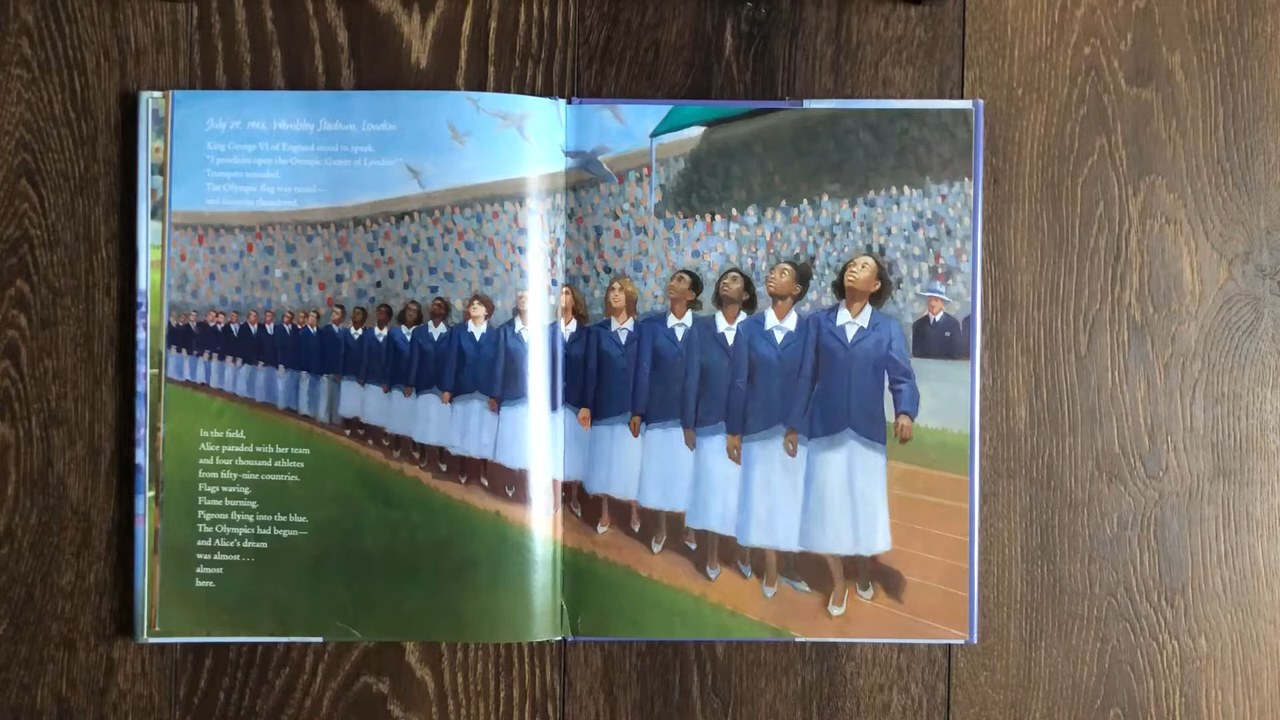 July 29, 1948, Wembley Stadium, London
King George VI of England stood to speak,
"I proclaim open the Olympic Games of London!"
Trumpets sounded.
The Olympic flag was raised—
and cannons thundered.
In the field,
Alice paraded with her team
and four thousand athletes
from fifty-nine countries.
Flags waving.
Flame burning.
Pigeons flying into the blue.
The Olympics had begun—
and Alice's dream
was almost . . .
almost
here.